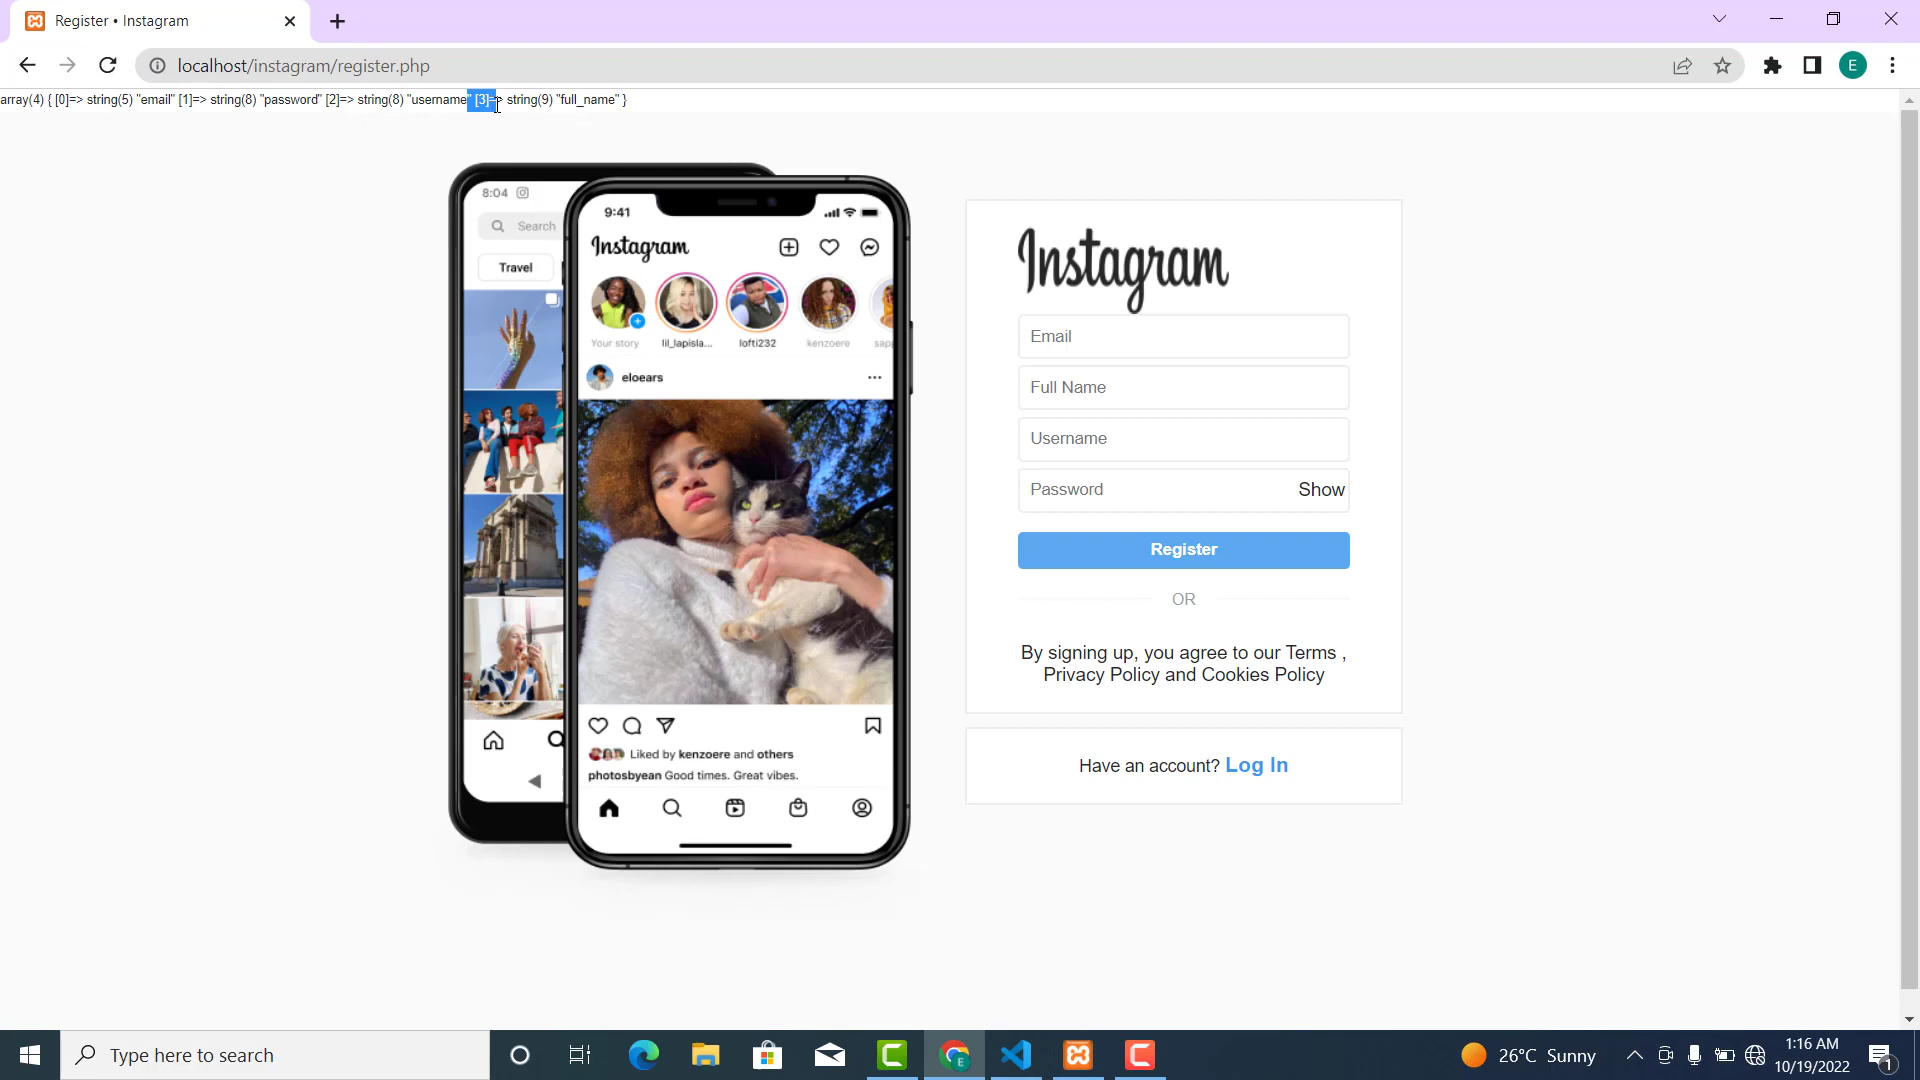 Register • Instagram
localhost/instagram/register.php
E
array(4) { [0]=> string(5) "email" [1]=> string(8) "password" [2]=> string(8) "username" [3]=> string(9) "full_name" }
8:04
Search
Travel
9:41
Instagram
Your story
lil_lapisla...
lofti232
kenzoere
eloears
Liked by kenzoere and others
photosbyean Good times. Great vibes.
Instagram
Email
Full Name
Username
Password
Show
Register
OR
By signing up, you agree to our Terms ,
Privacy Policy and Cookies Policy
Have an account? Log In
Type here to search
26°C Sunny
1:16 AM
10/19/2022
1